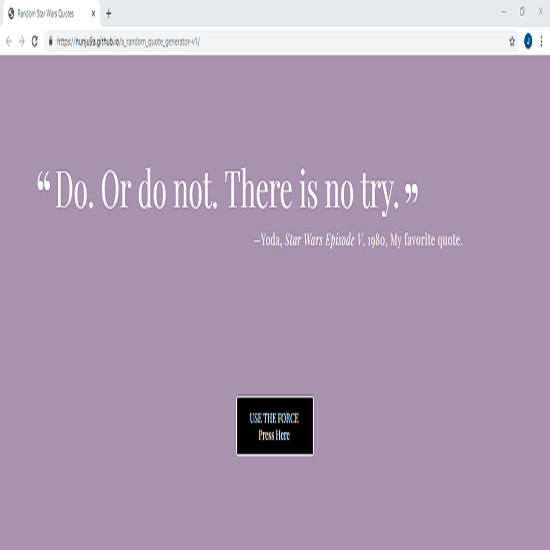 Random Star Wars Quotes
https://nunju9a.github.io/a_random_quote_generator-v1/
“ Do. Or do not. There is no try. ”
—Yoda, Star Wars Episode V, 1980, My favorite quote.
USE THE FORCE
Press Here